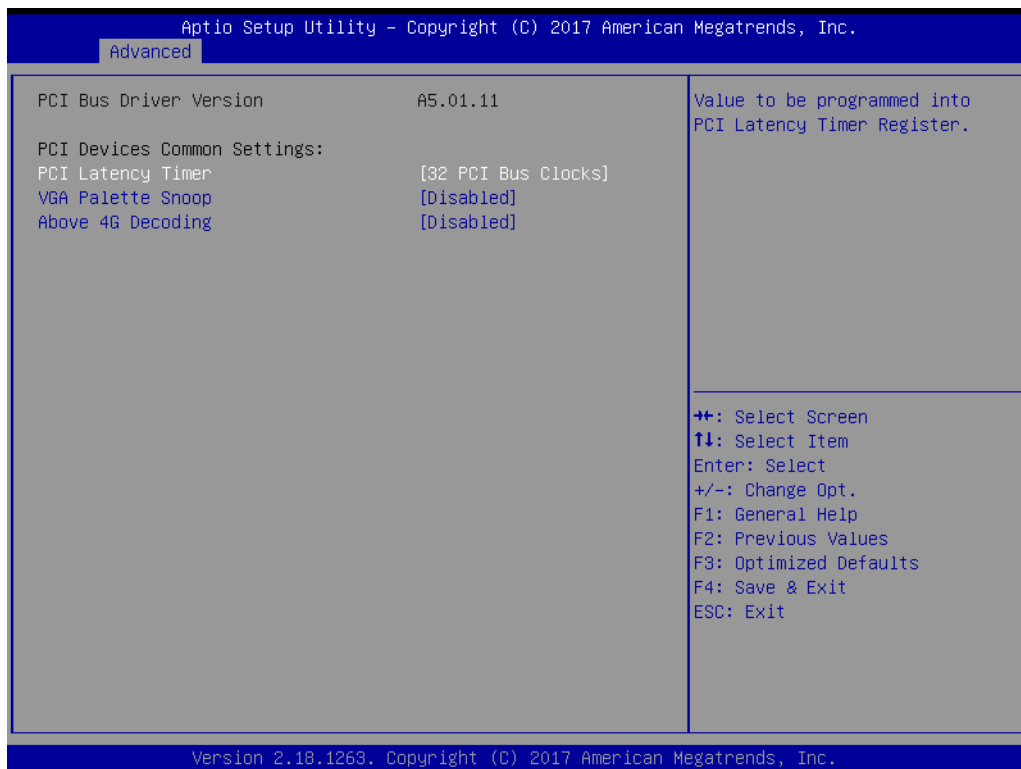 Aptio Setup Utility – Copyright (C) 2017 American Megatrends, Inc.
Advanced
PCI Bus Driver Version A5.01.11
PCI Devices Common Settings:
PCI Latency Timer [32 PCI Bus Clocks]
VGA Palette Snoop [Disabled]
Above 4G Decoding [Disabled]
Value to be programmed into
PCI Latency Timer Register.
→←: Select Screen
↑↓: Select Item
Enter: Select
+/-: Change Opt.
F1: General Help
F2: Previous Values
F3: Optimized Defaults
F4: Save & Exit
ESC: Exit
Version 2.18.1263. Copyright (C) 2017 American Megatrends, Inc.